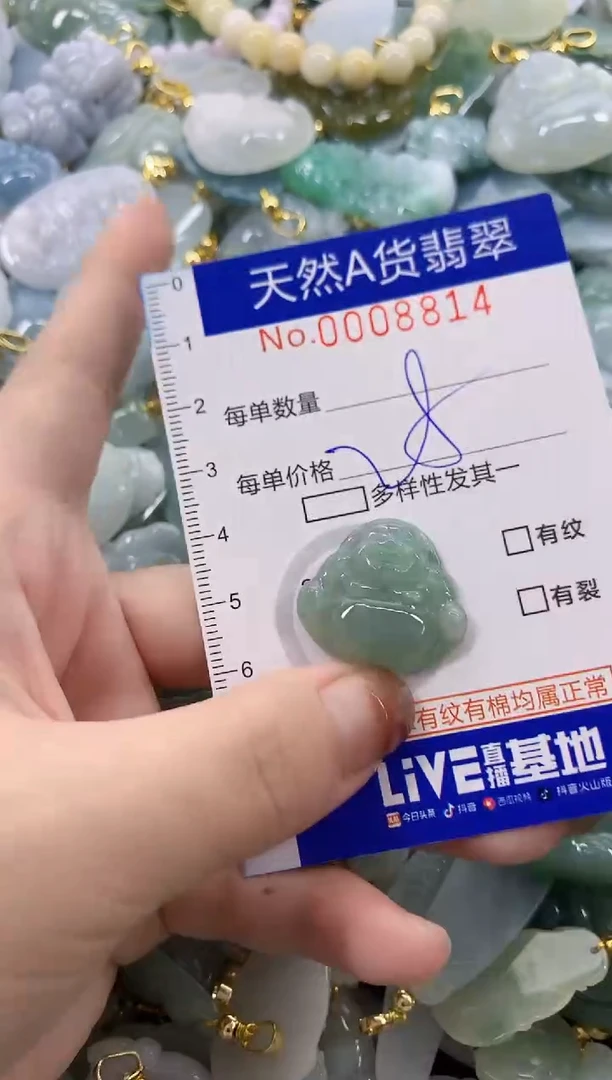 天然A货翡翠
No.0008814
0
1
2
3
4
5
6
每单数量
每单价格
多样性发其一
有纹
有裂
有纹有棉均属正常
LiVE直播基地
今日头条 抖音 西瓜视频 抖音火山版